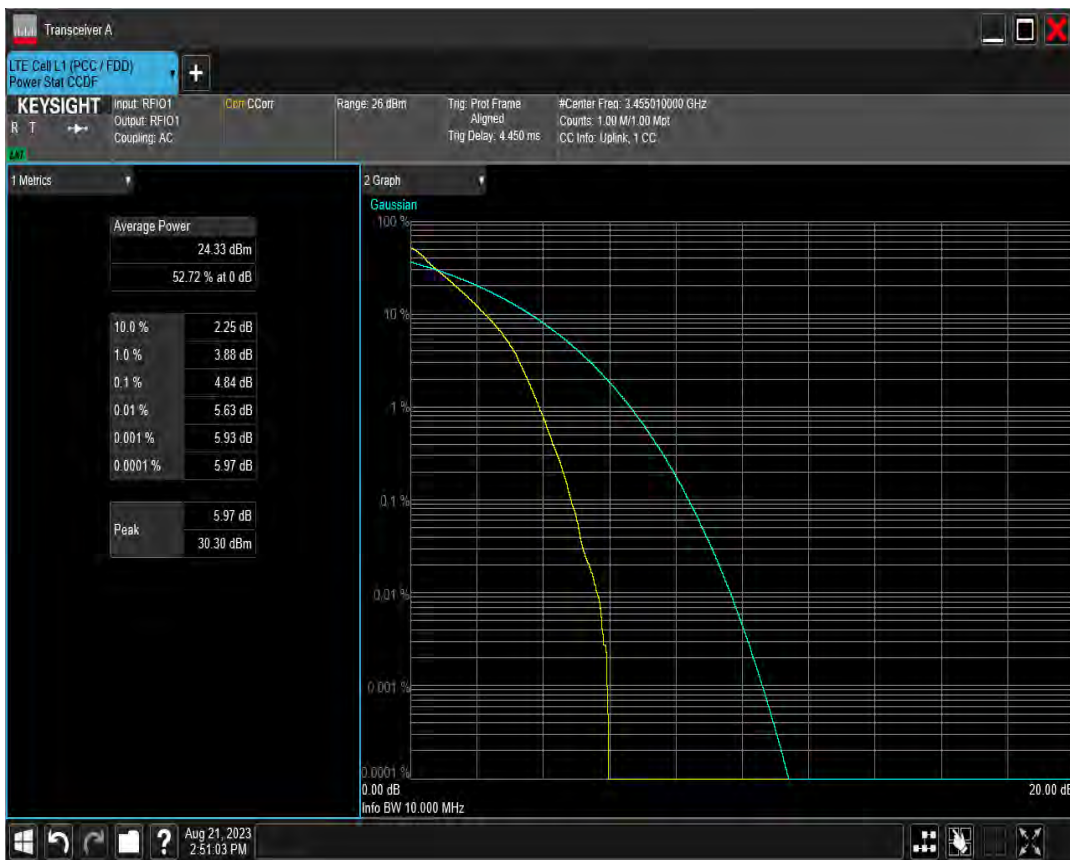 Transceiver A
LTE Cell L1 (PCC / FDD)
Power Stat CCDF
+
KEYSIGHT
R T
LNI
Input: RFIO1
Output: RFIO1
Coupling: AC
Corr CCorr
Range: 26 dBm
Trig: Prot Frame
Aligned
Trig Delay: 4.450 ms
#Center Freq: 3.455010000 GHz
Counts: 1.00 M/1.00 Mpt
CC Info: Uplink, 1 CC
1 Metrics
Average Power
24.33 dBm
52.72 % at 0 dB
10.0 % 2.25 dB
1.0 % 3.88 dB
0.1 % 4.84 dB
0.01 % 5.63 dB
0.001 % 5.93 dB
0.0001 % 5.97 dB
Peak
5.97 dB
30.30 dBm
2 Graph
Gaussian
100 %
10 %
1 %
0.1 %
0.01 %
0.001 %
0.0001 %
0.00 dB
20.00 dB
Info BW 10.000 MHz
?
Aug 21, 2023
2:51:03 PM